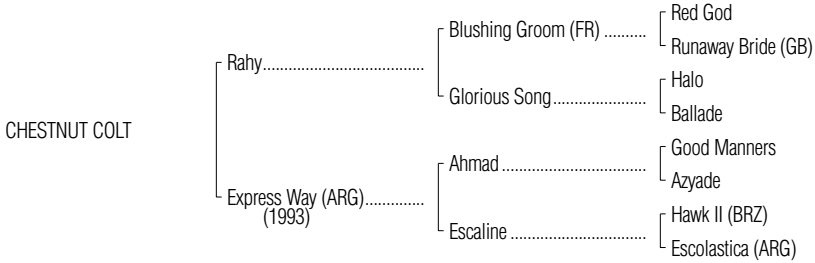 Red God
Blushing Groom (FR) ..........
Runaway Bride (GB)
Rahy......................................
Halo
Glorious Song......................
Ballade
CHESTNUT COLT
Good Manners
Ahmad ..................................
Azyade
Express Way (ARG)..............
(1993)
Hawk II (BRZ)
Escaline ................................
Escolastica (ARG)